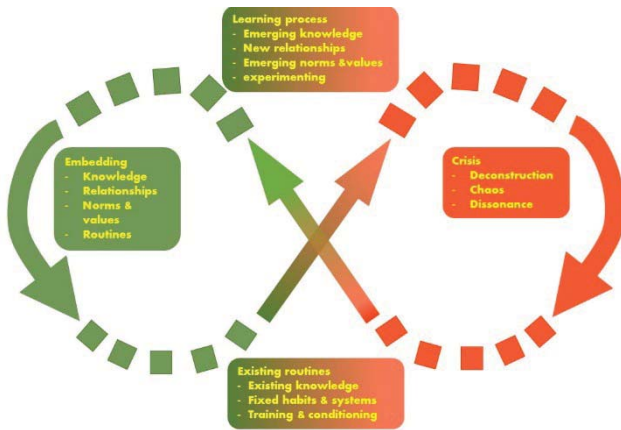 Learning process
- Emerging knowledge
- New relationships
- Emerging norms &values
- experimenting
Embedding
- Knowledge
- Relationships
- Norms &
values
- Routines
Crisis
- Deconstruction
- Chaos
- Dissonance
Existing routines
- Existing knowledge
- Fixed habits & systems
- Training & conditioning